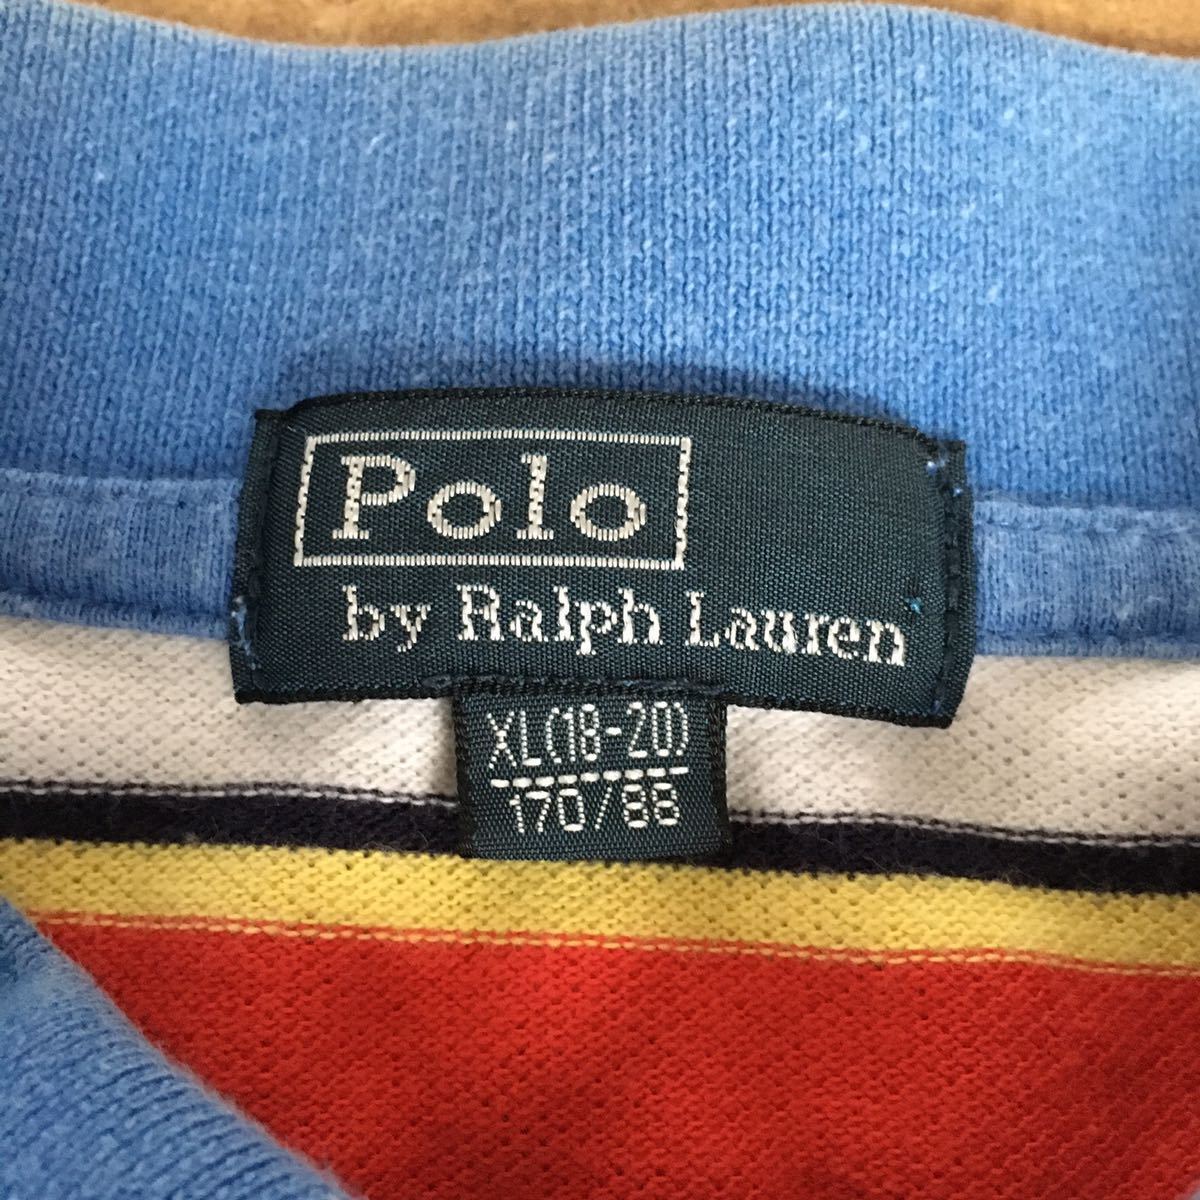 Polo
by Ralph Lauren
XL(18-20)
170/88